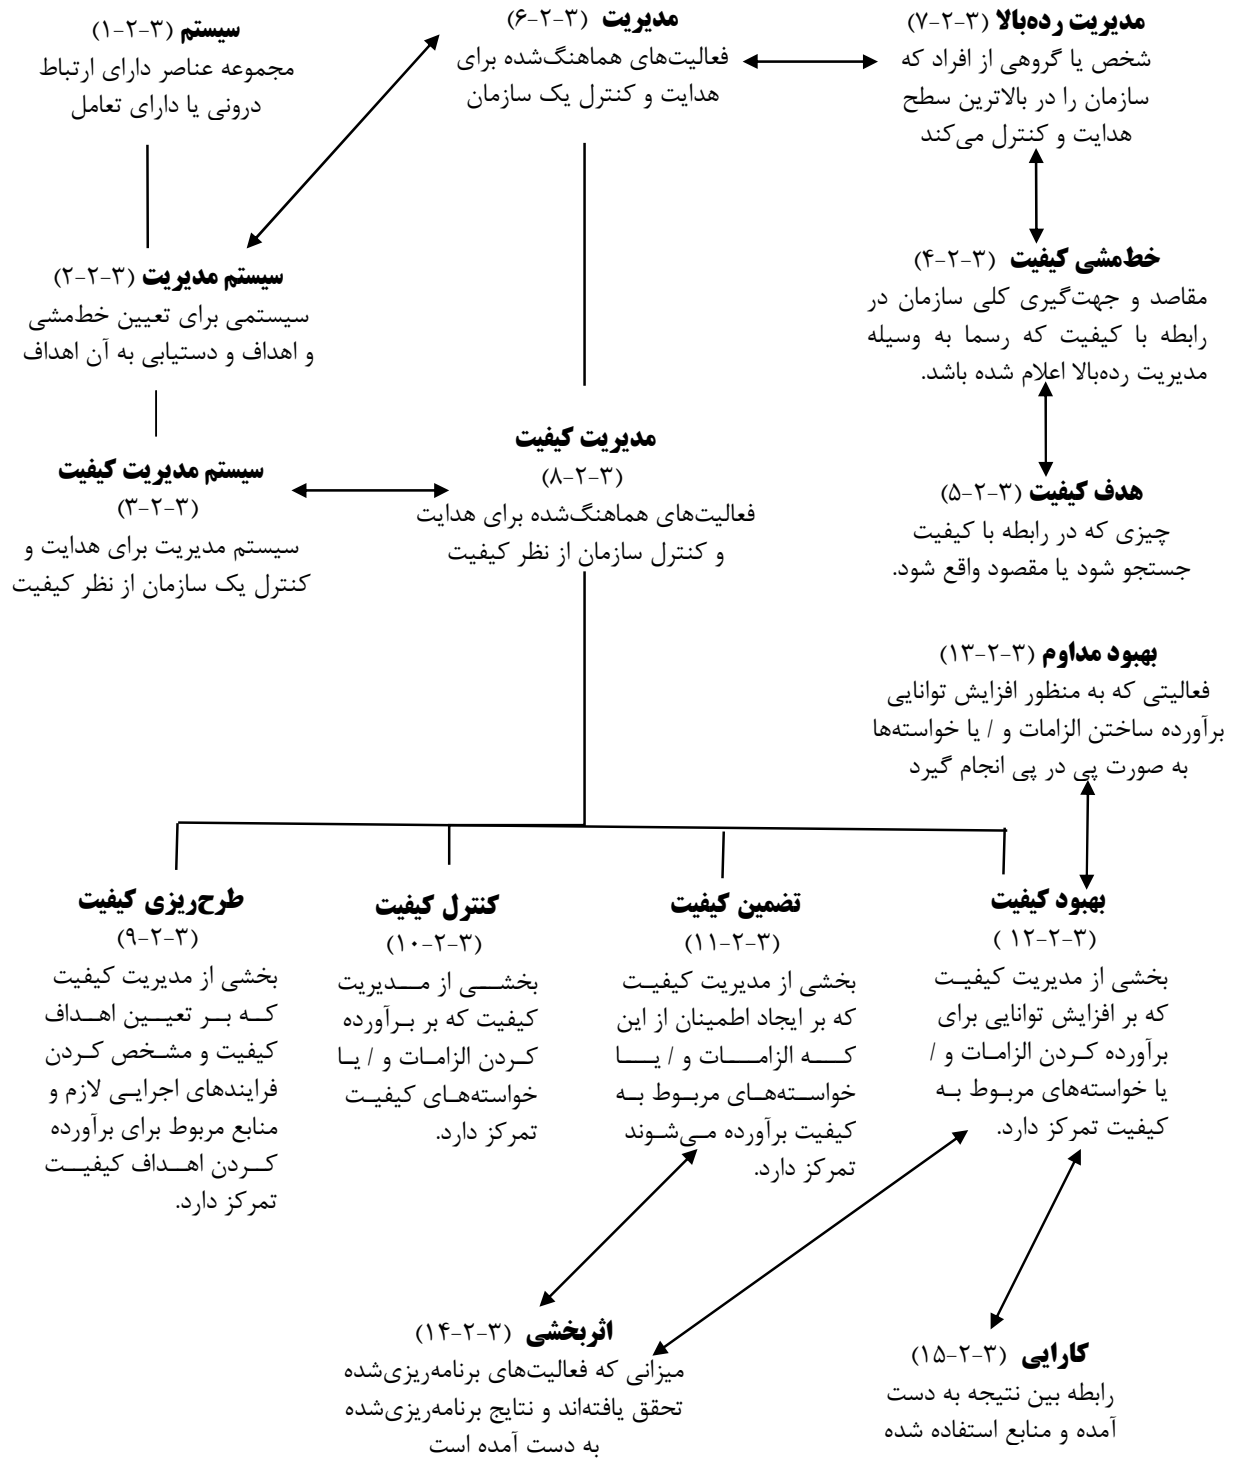 سیستم (۳-۲-۱)
مجموعه عناصر دارای ارتباط
درونی یا دارای تعامل
مدیریت (۳-۲-۶)
فعالیت‌های هماهنگ‌شده برای
هدایت و کنترل یک سازمان
مدیریت رده‌بالا (۳-۲-۷)
شخص یا گروهی از افراد که
سازمان را در بالاترین سطح
هدایت و کنترل می‌کند
سیستم مدیریت (۳-۲-۲)
سیستمی برای تعیین خط‌مشی
و اهداف و دستیابی به آن اهداف
خط‌مشی کیفیت (۳-۲-۴)
مقاصد و جهت‌گیری کلی سازمان در
رابطه با کیفیت که رسما به وسیله
مدیریت رده‌بالا اعلام شده باشد.
سیستم مدیریت کیفیت
(۳-۲-۳)
سیستم مدیریت برای هدایت و
کنترل یک سازمان از نظر کیفیت
مدیریت کیفیت
(۳-۲-۸)
فعالیت‌های هماهنگ‌شده برای هدایت
و کنترل سازمان از نظر کیفیت
هدف کیفیت (۳-۲-۵)
چیزی که در رابطه با کیفیت
جستجو شود یا مقصود واقع شود.
بهبود مداوم (۳-۲-۱۳)
فعالیتی که به منظور افزایش توانایی
برآورده ساختن الزامات و / یا خواسته‌ها
به صورت پی در پی انجام گیرد
طرح‌ریزی کیفیت
(۳-۲-۹)
بخشی از مدیریت کیفیت
که بر تعیین اهداف
کیفیت و مشخص کردن
فرایندهای اجرایی لازم و
منابع مربوط برای برآورده
کردن اهداف کیفیت
تمرکز دارد.
کنترل کیفیت
(۳-۲-۱۰)
بخشی از مدیریت
کیفیت که بر برآورده
کردن الزامات و / یا
خواسته‌های کیفیت
تمرکز دارد.
تضمین کیفیت
(۳-۲-۱۱)
بخشی از مدیریت کیفیت
که بر ایجاد اطمینان از این
که الزامات و / یا
خواسته‌های مربوط به
کیفیت برآورده می‌شوند
تمرکز دارد.
بهبود کیفیت
(۳-۲-۱۲ )
بخشی از مدیریت کیفیت
که بر افزایش توانایی برای
برآورده کردن الزامات و /
یا خواسته‌های مربوط به
کیفیت تمرکز دارد.
اثربخشی (۳-۲-۱۴)
میزانی که فعالیت‌های برنامه‌ریزی‌شده
تحقق یافته‌اند و نتایج برنامه‌ریزی‌شده
به دست آمده است
کارایی (۳-۲-۱۵)
رابطه بین نتیجه به دست
آمده و منابع استفاده شده